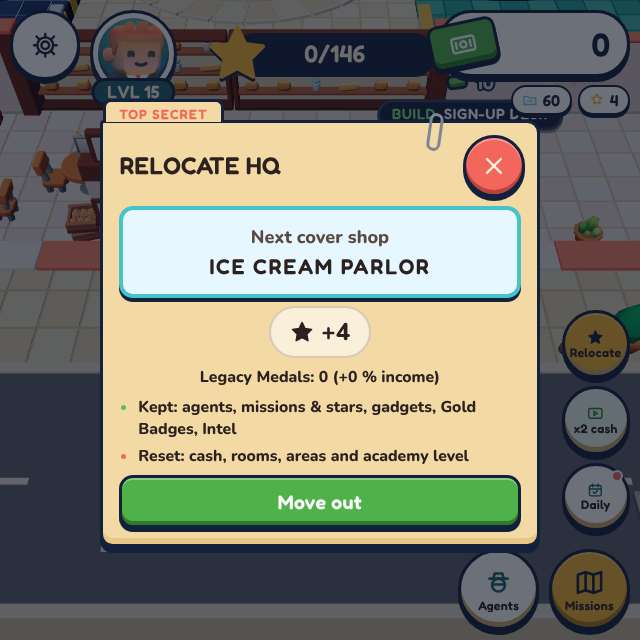 0/146
0
LVL 15
10
60
4
BUILD SIGN-UP
TOP SECRET
RELOCATE HQ
Next cover shop
ICE CREAM PARLOR
+4
Legacy Medals: 0 (+0 % income)
Kept: agents, missions & stars, gadgets, Gold
Badges, Intel
Reset: cash, rooms, areas and academy level
Move out
Relocate
x2 cash
Daily
Agents
Missions